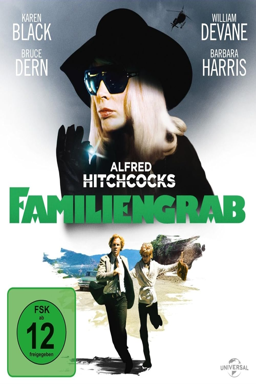 KAREN
BLACK
WILLIAM
DEVANE
BRUCE
DERN
BARBARA
HARRIS
ALFRED
HITCHCOCKS
FAMILIENGRAB
FSK
ab
12
freigegeben
UNIVERSAL